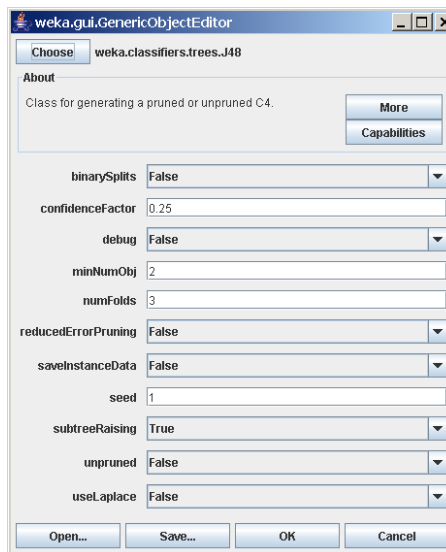 weka.gui.GenericObjectEditor
Choose weka.classifiers.trees.J48
About
Class for generating a pruned or unpruned C4.
More
Capabilities
binarySplits False
confidenceFactor 0.25
debug False
minNumObj 2
numFolds 3
reducedErrorPruning False
saveInstanceData False
seed 1
subtreeRaising True
unpruned False
useLaplace False
Open... Save... OK Cancel